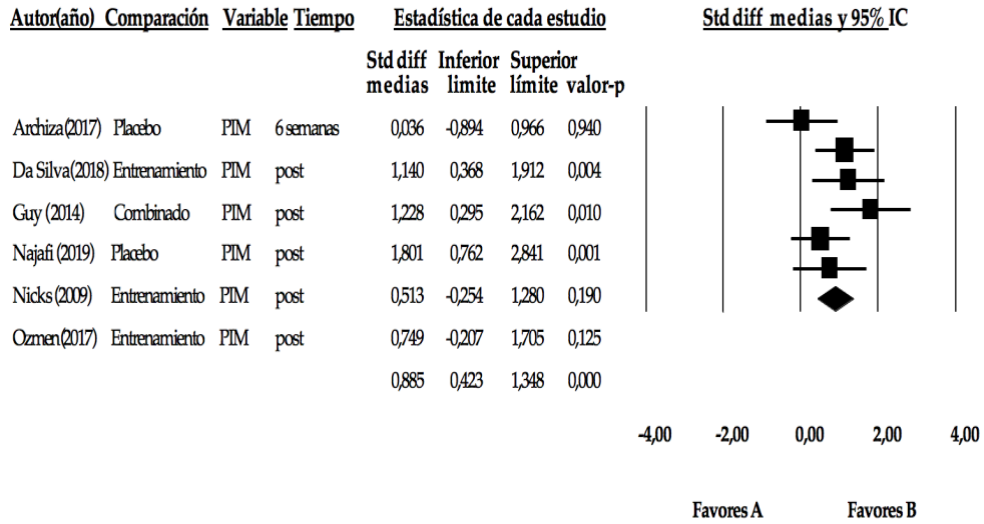 Autor(año) Comparación Variable Tiempo Estadística de cada estudio Std diff medias y 95% IC
Std diff Inferior Superior
medias limite límite valor-p
Archiza(2017) Placebo PIM 6 semanas 0,036 -0,894 0,966 0,940
Da Silva(2018) Entrenamiento PIM post 1,140 0,368 1,912 0,004
Guy (2014) Combinado PIM post 1,228 0,295 2,162 0,010
Najafi (2019) Placebo PIM post 1,801 0,762 2,841 0,001
Nicks (2009) Entrenamiento PIM post 0,513 -0,254 1,280 0,190
Ozmen(2017) Entrenamiento PIM post 0,749 -0,207 1,705 0,125
0,885 0,423 1,348 0,000
-4,00 -2,00 0,00 2,00 4,00
Favores A Favores B